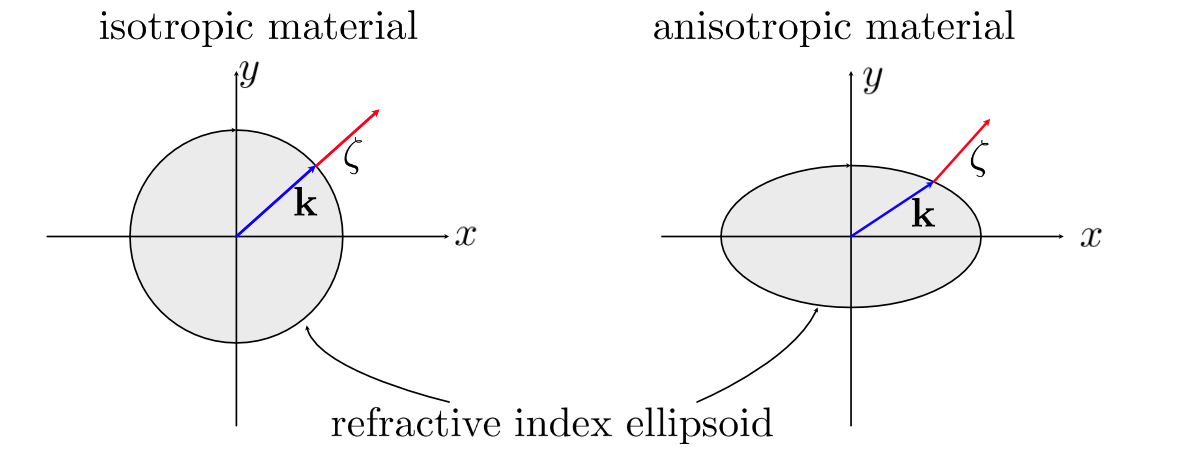 isotropic material
anisotropic material
y
ζ
k
x
y
ζ
k
x
refractive index ellipsoid